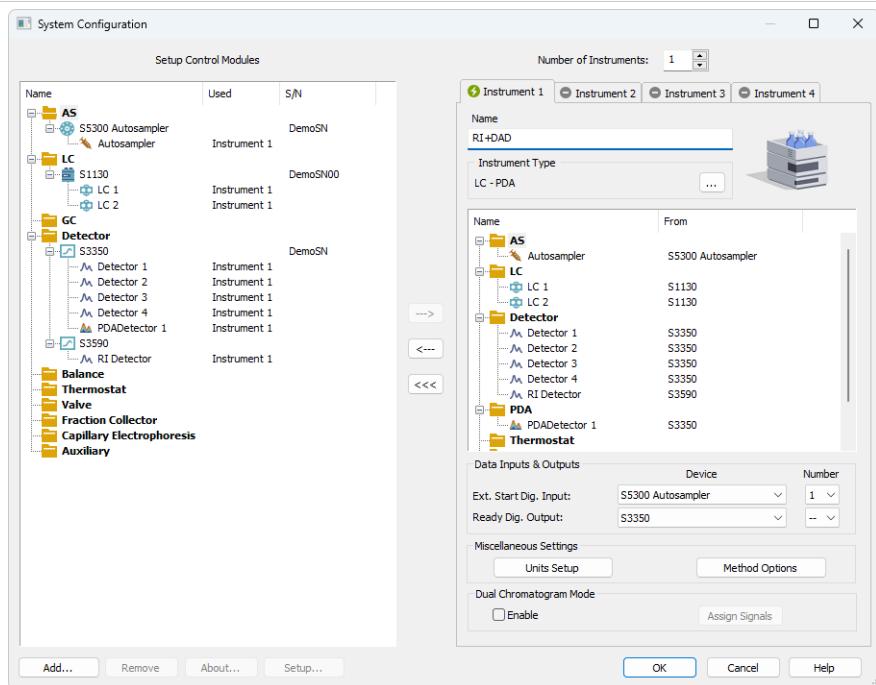 System Configuration
Setup Control Modules
Name Used S/N
AS
S5300 Autosampler DemoSN
Autosampler Instrument 1
LC
S1130 DemoSN00
LC 1 Instrument 1
LC 2 Instrument 1
GC
Detector
S3350 DemoSN
Detector 1 Instrument 1
Detector 2 Instrument 1
Detector 3 Instrument 1
Detector 4 Instrument 1
PDADetector 1 Instrument 1
S3590
RI Detector Instrument 1
Balance
Thermostat
Valve
Fraction Collector
Capillary Electrophoresis
Auxiliary
Add... Remove About... Setup...
--->
<---
<<<
Number of Instruments: 1
Instrument 1 Instrument 2 Instrument 3 Instrument 4
Name
RI+DAD
Instrument Type
LC - PDA ...
Name From
AS
Autosampler S5300 Autosampler
LC
LC 1 S1130
LC 2 S1130
Detector
Detector 1 S3350
Detector 2 S3350
Detector 3 S3350
Detector 4 S3350
RI Detector S3590
PDA
PDADetector 1 S3350
Thermostat
Data Inputs & Outputs
Device Number
Ext. Start Dig. Input: S5300 Autosampler 1
Ready Dig. Output: S3350 --
Miscellaneous Settings
Units Setup Method Options
Dual Chromatogram Mode
Enable Assign Signals
OK Cancel Help